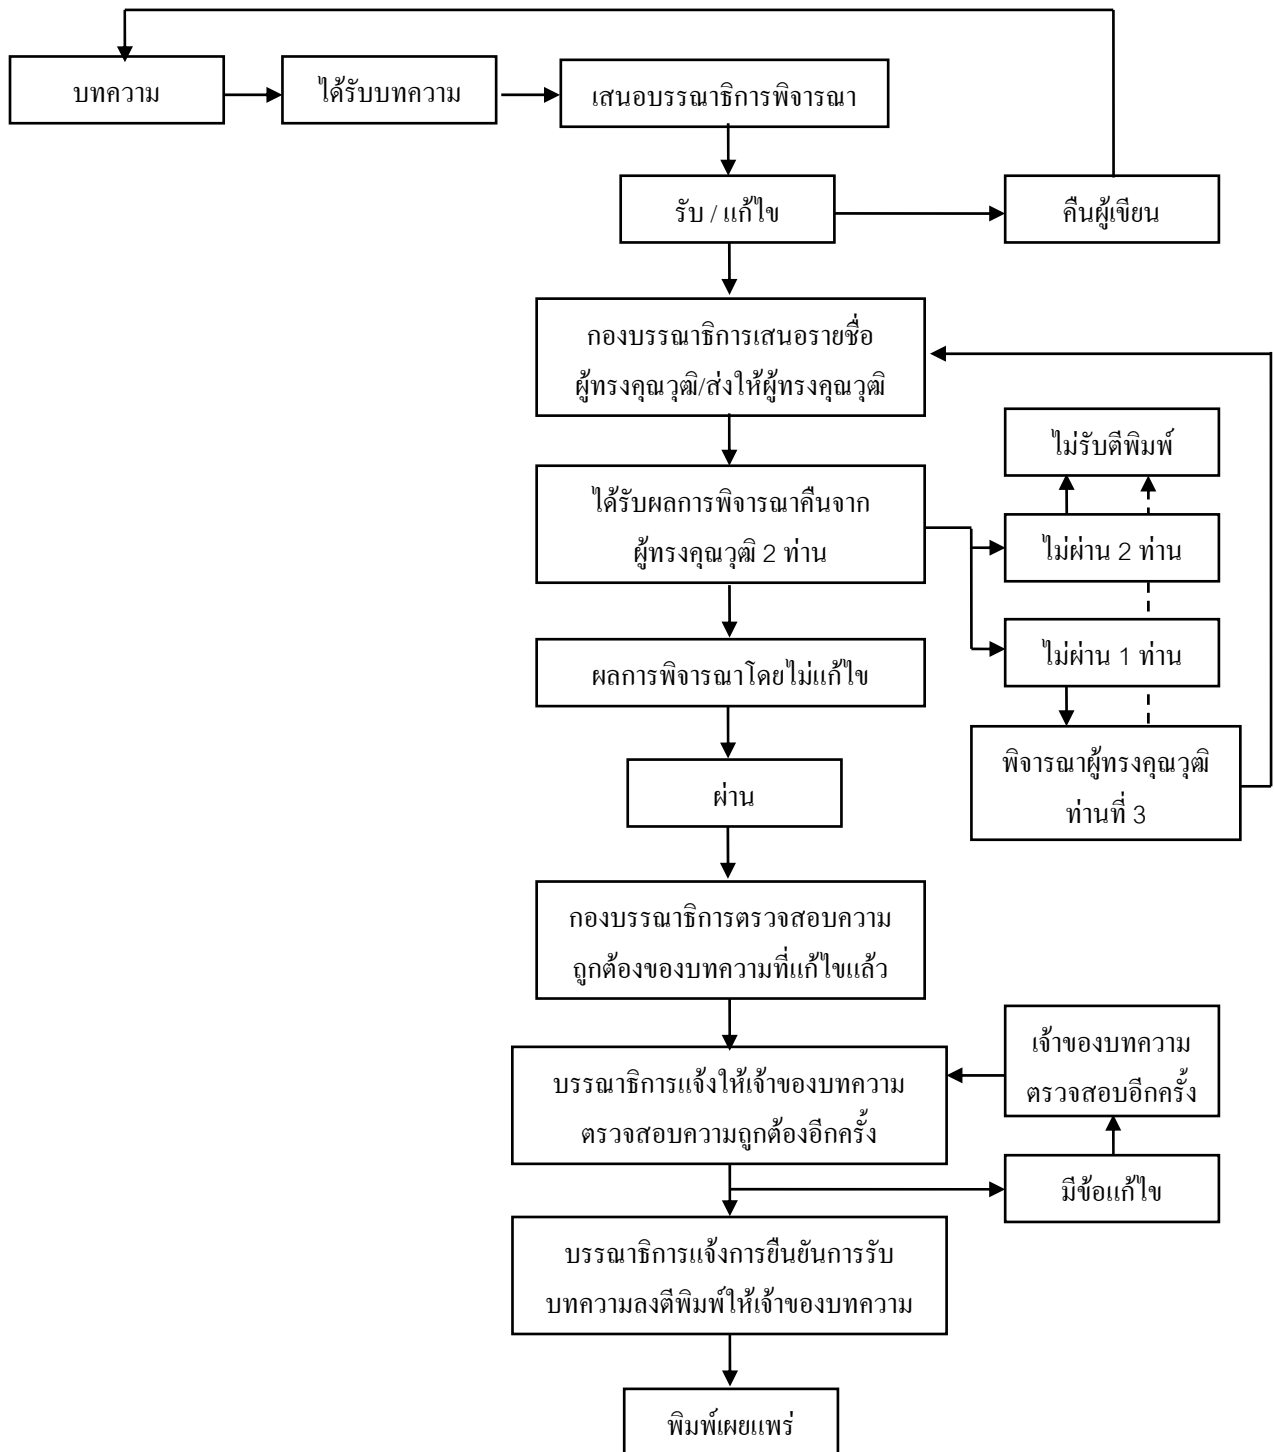 บทความ
ได้รับบทความ
เสนอบรรณาธิการพิจารณา
รับ / แก้ไข
คืนผู้เขียน
กองบรรณาธิการเสนอรายชื่อ
ผู้ทรงคุณวุฒิ/ส่งให้ผู้ทรงคุณวุฒิ
ไม่รับตีพิมพ์
ได้รับผลการพิจารณาคืนจาก
ผู้ทรงคุณวุฒิ 2 ท่าน
ไม่ผ่าน 2 ท่าน
ไม่ผ่าน 1 ท่าน
ผลการพิจารณาโดยไม่แก้ไข
พิจารณาผู้ทรงคุณวุฒิ
ท่านที่ 3
ผ่าน
กองบรรณาธิการตรวจสอบความ
ถูกต้องของบทความที่แก้ไขแล้ว
เจ้าของบทความ
ตรวจสอบอีกครั้ง
บรรณาธิการแจ้งให้เจ้าของบทความ
ตรวจสอบความถูกต้องอีกครั้ง
มีข้อแก้ไข
บรรณาธิการแจ้งการยืนยันการรับ
บทความลงตีพิมพ์ให้เจ้าของบทความ
พิมพ์เผยแพร่